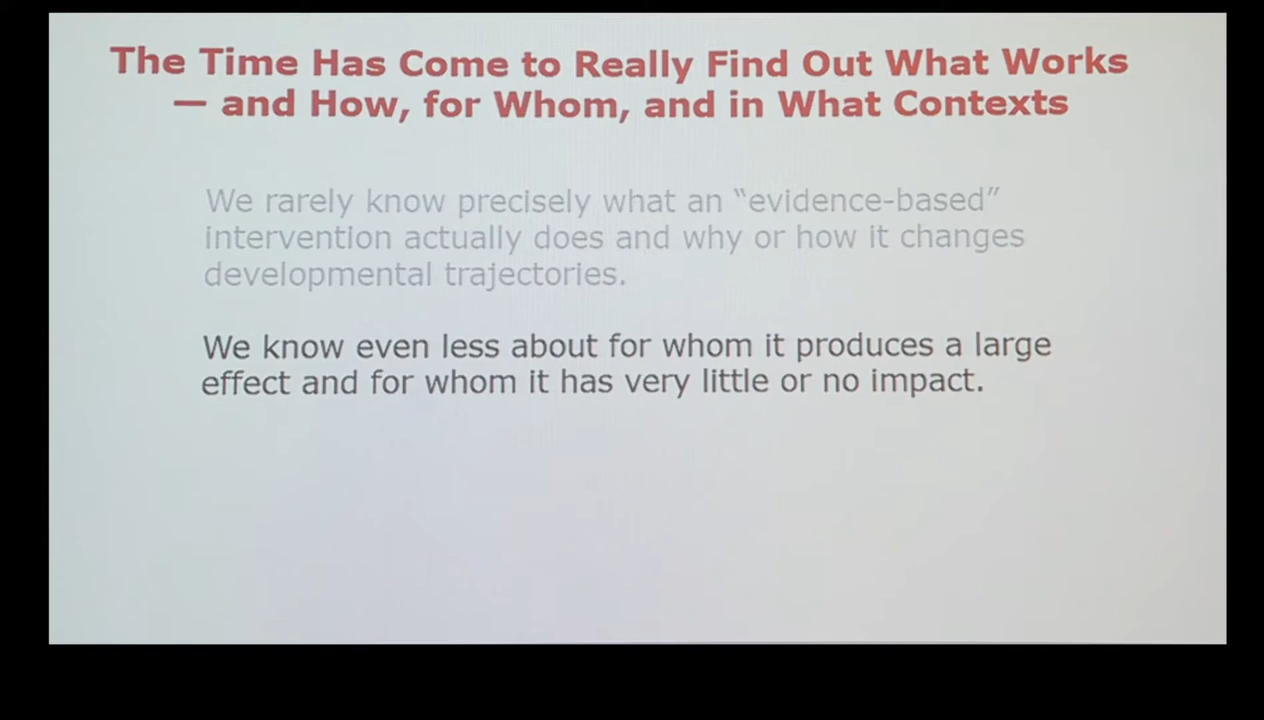 The Time Has Come to Really Find Out What Works
— and How, for Whom, and in What Contexts
We rarely know precisely what an “evidence-based”
intervention actually does and why or how it changes
developmental trajectories.
We know even less about for whom it produces a large
effect and for whom it has very little or no impact.